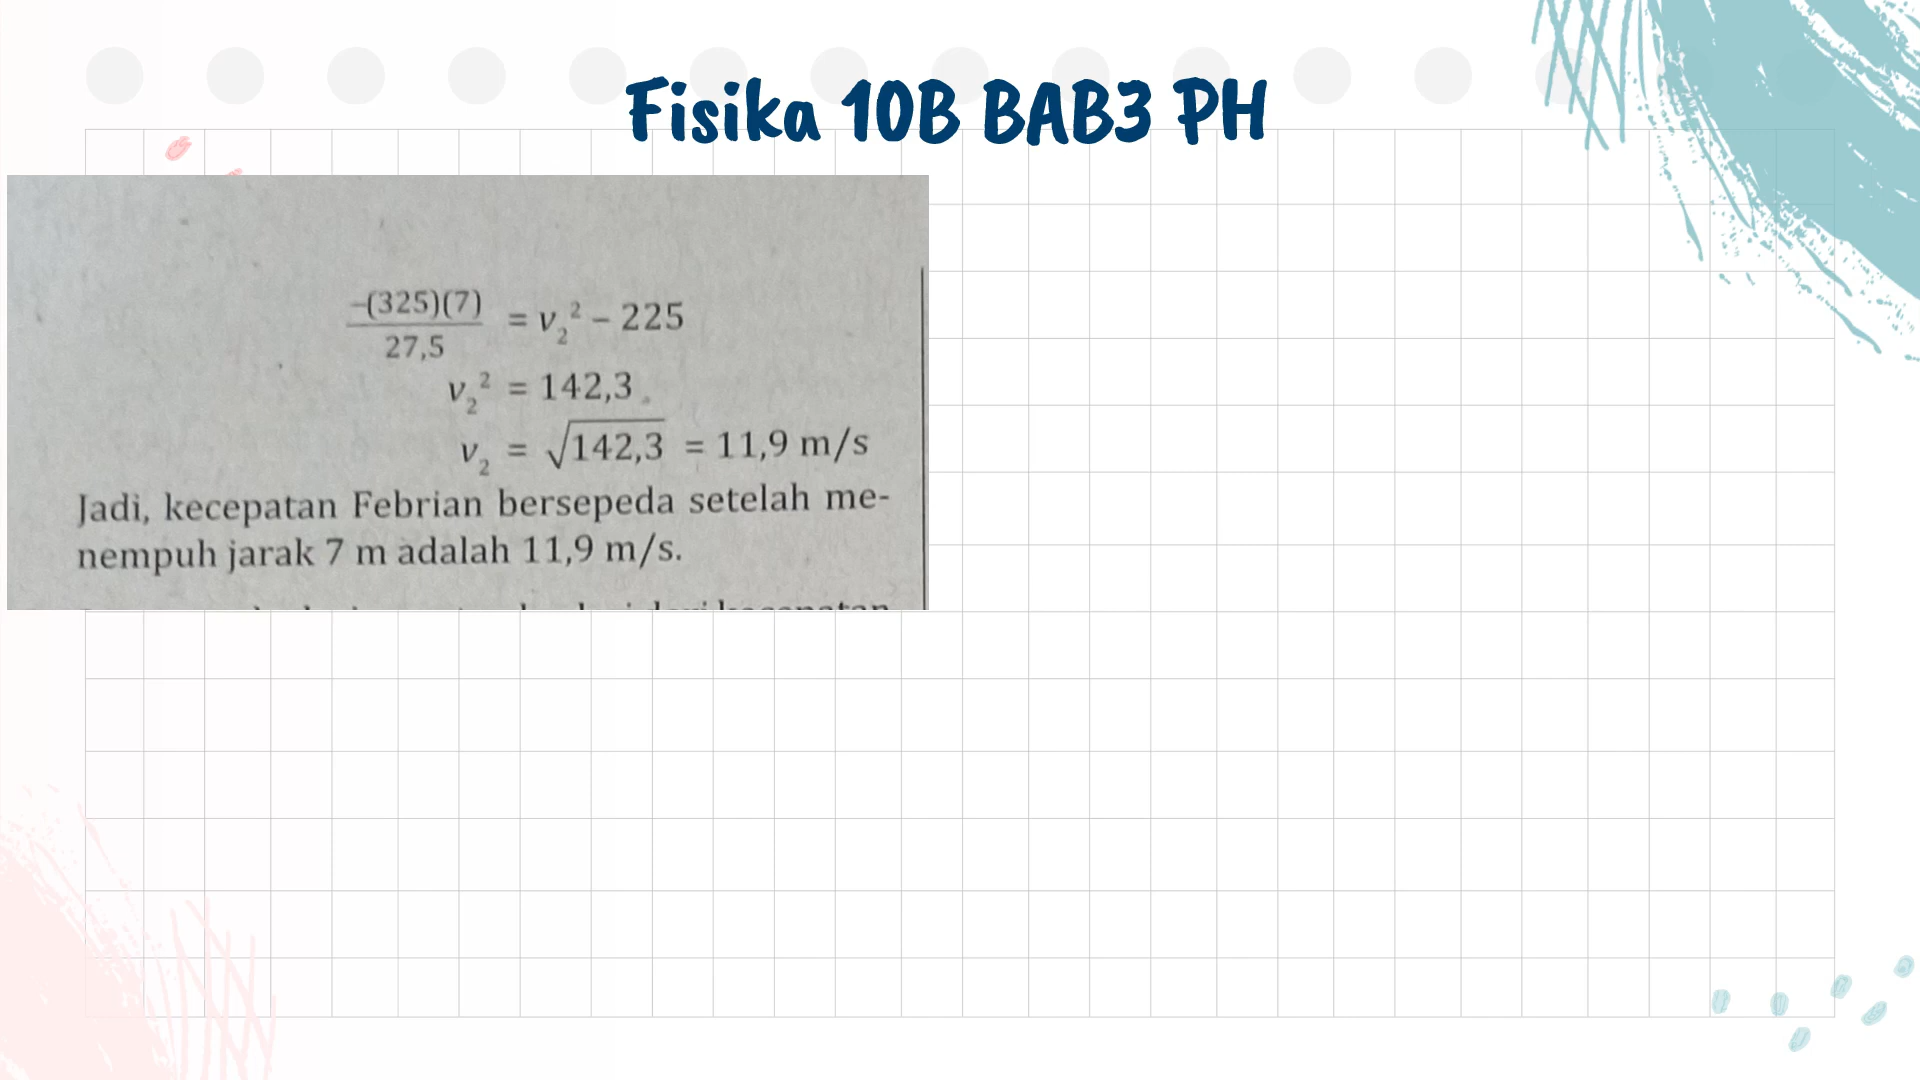 Fisika 10B BAB3 PH
–(325)(7)
27,5
= v₂² – 225
v₂² = 142,3
v₂ = √142,3 = 11,9 m/s
Jadi, kecepatan Febrian bersepeda setelah me-
nempuh jarak 7 m adalah 11,9 m/s.